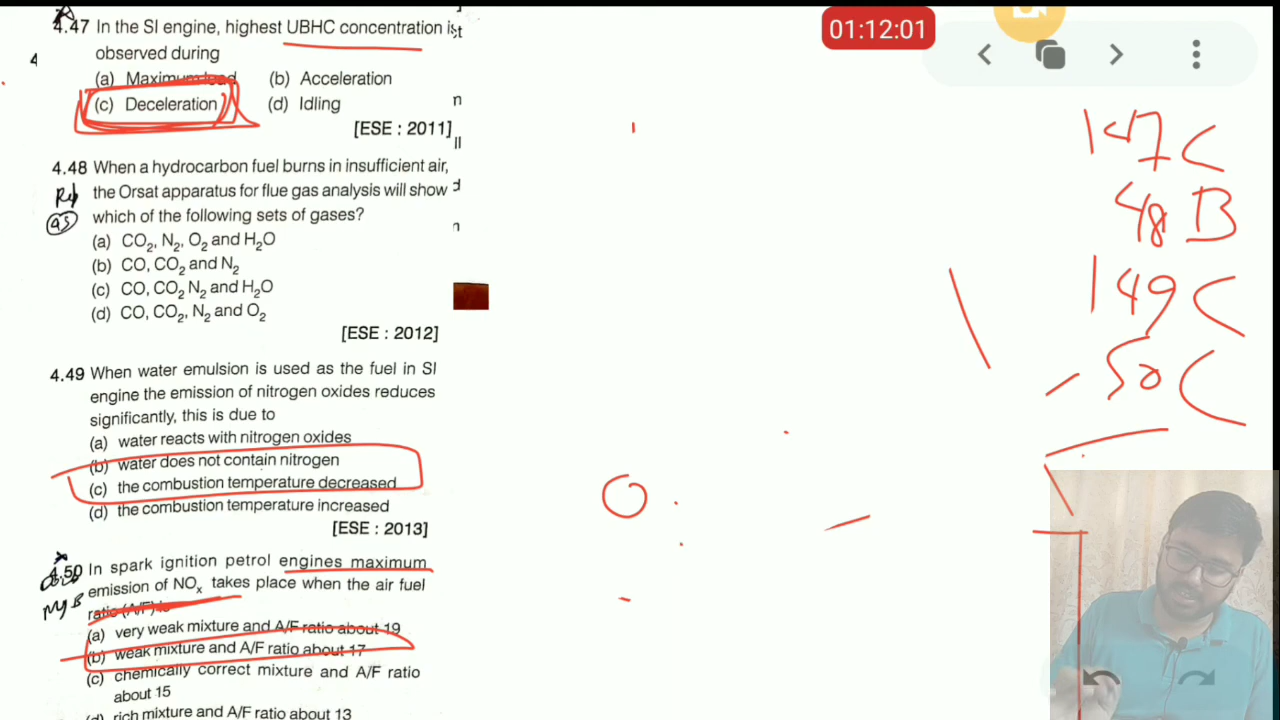 4.47 In the SI engine, highest UBHC concentration is
observed during
(a) Maximum load (b) Acceleration
(c) Deceleration (d) Idling
[ESE : 2011]
4.48 When a hydrocarbon fuel burns in insufficient air,
the Orsat apparatus for flue gas analysis will show
which of the following sets of gases?
(a) CO₂, N₂, O₂ and H₂O
(b) CO, CO₂ and N₂
(c) CO, CO₂ N₂ and H₂O
(d) CO, CO₂, N₂ and O₂
[ESE : 2012]
4.49 When water emulsion is used as the fuel in SI
engine the emission of nitrogen oxides reduces
significantly, this is due to
(a) water reacts with nitrogen oxides
(b) water does not contain nitrogen
(c) the combustion temperature decreased
(d) the combustion temperature increased
[ESE : 2013]
4.50 In spark ignition petrol engines maximum
emission of NOₓ takes place when the air fuel
ratio (A/F) is
(a) very weak mixture and A/F ratio about 19
(b) weak mixture and A/F ratio about 17
(c) chemically correct mixture and A/F ratio
about 15
(d) rich mixture and A/F ratio about 13
01:12:01
147 C
48 B
149 C
50 C